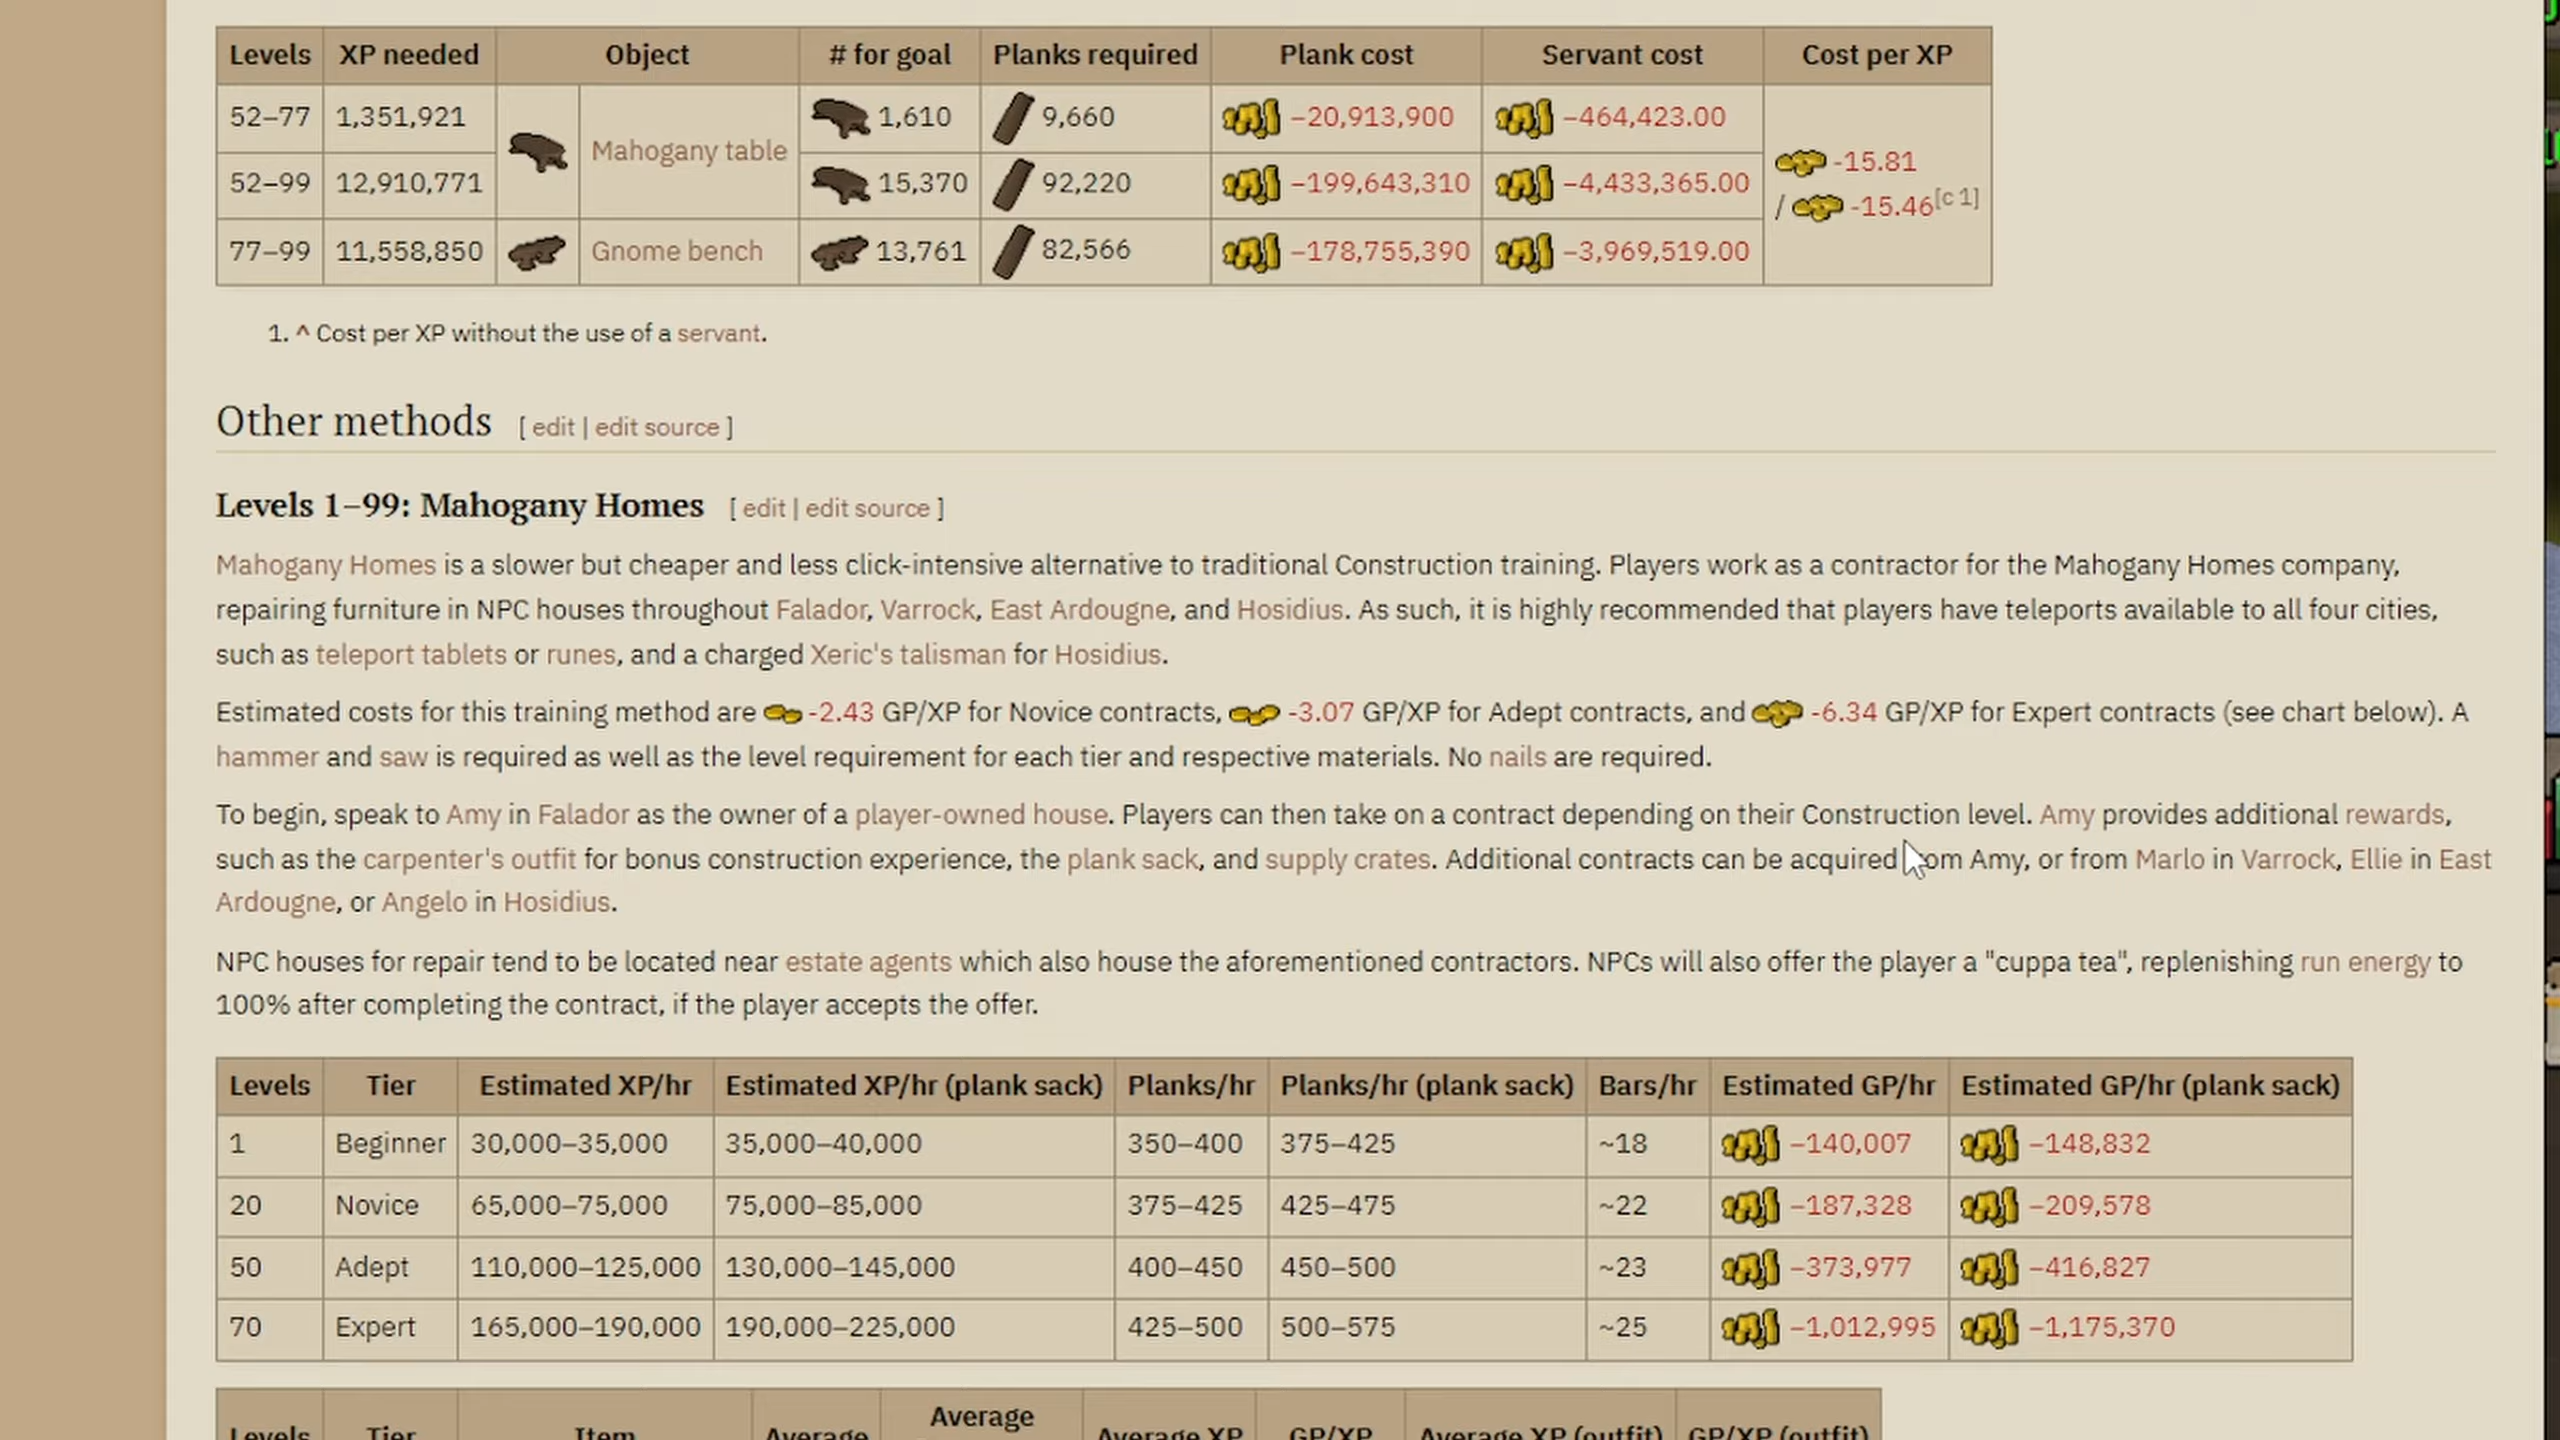 Levels XP needed Object # for goal Planks required Plank cost Servant cost Cost per XP
52–77 1,351,921 Mahogany table 1,610 9,660 −20,913,900 −464,423.00 -15.81 / -15.46[c 1]
52–99 12,910,771 15,370 92,220 −199,643,310 −4,433,365.00
77–99 11,558,850 Gnome bench 13,761 82,566 −178,755,390 −3,969,519.00
1. ^ Cost per XP without the use of a servant.
Other methods [ edit | edit source ]
Levels 1–99: Mahogany Homes [ edit | edit source ]
Mahogany Homes is a slower but cheaper and less click-intensive alternative to traditional Construction training. Players work as a contractor for the Mahogany Homes company,
repairing furniture in NPC houses throughout Falador, Varrock, East Ardougne, and Hosidius. As such, it is highly recommended that players have teleports available to all four cities,
such as teleport tablets or runes, and a charged Xeric's talisman for Hosidius.
Estimated costs for this training method are -2.43 GP/XP for Novice contracts, -3.07 GP/XP for Adept contracts, and -6.34 GP/XP for Expert contracts (see chart below). A
hammer and saw is required as well as the level requirement for each tier and respective materials. No nails are required.
To begin, speak to Amy in Falador as the owner of a player-owned house. Players can then take on a contract depending on their Construction level. Amy provides additional rewards,
such as the carpenter's outfit for bonus construction experience, the plank sack, and supply crates. Additional contracts can be acquired from Amy, or from Marlo in Varrock, Ellie in East
Ardougne, or Angelo in Hosidius.
NPC houses for repair tend to be located near estate agents which also house the aforementioned contractors. NPCs will also offer the player a "cuppa tea", replenishing run energy to
100% after completing the contract, if the player accepts the offer.
Levels Tier Estimated XP/hr Estimated XP/hr (plank sack) Planks/hr Planks/hr (plank sack) Bars/hr Estimated GP/hr Estimated GP/hr (plank sack)
1 Beginner 30,000–35,000 35,000–40,000 350–400 375–425 ~18 −140,007 −148,832
20 Novice 65,000–75,000 75,000–85,000 375–425 425–475 ~22 −187,328 −209,578
50 Adept 110,000–125,000 130,000–145,000 400–450 450–500 ~23 −373,977 −416,827
70 Expert 165,000–190,000 190,000–225,000 425–500 500–575 ~25 −1,012,995 −1,175,370
Average
Levels Tier Item Average Average XP GP/XP Average XP (outfit) GP/XP (outfit)